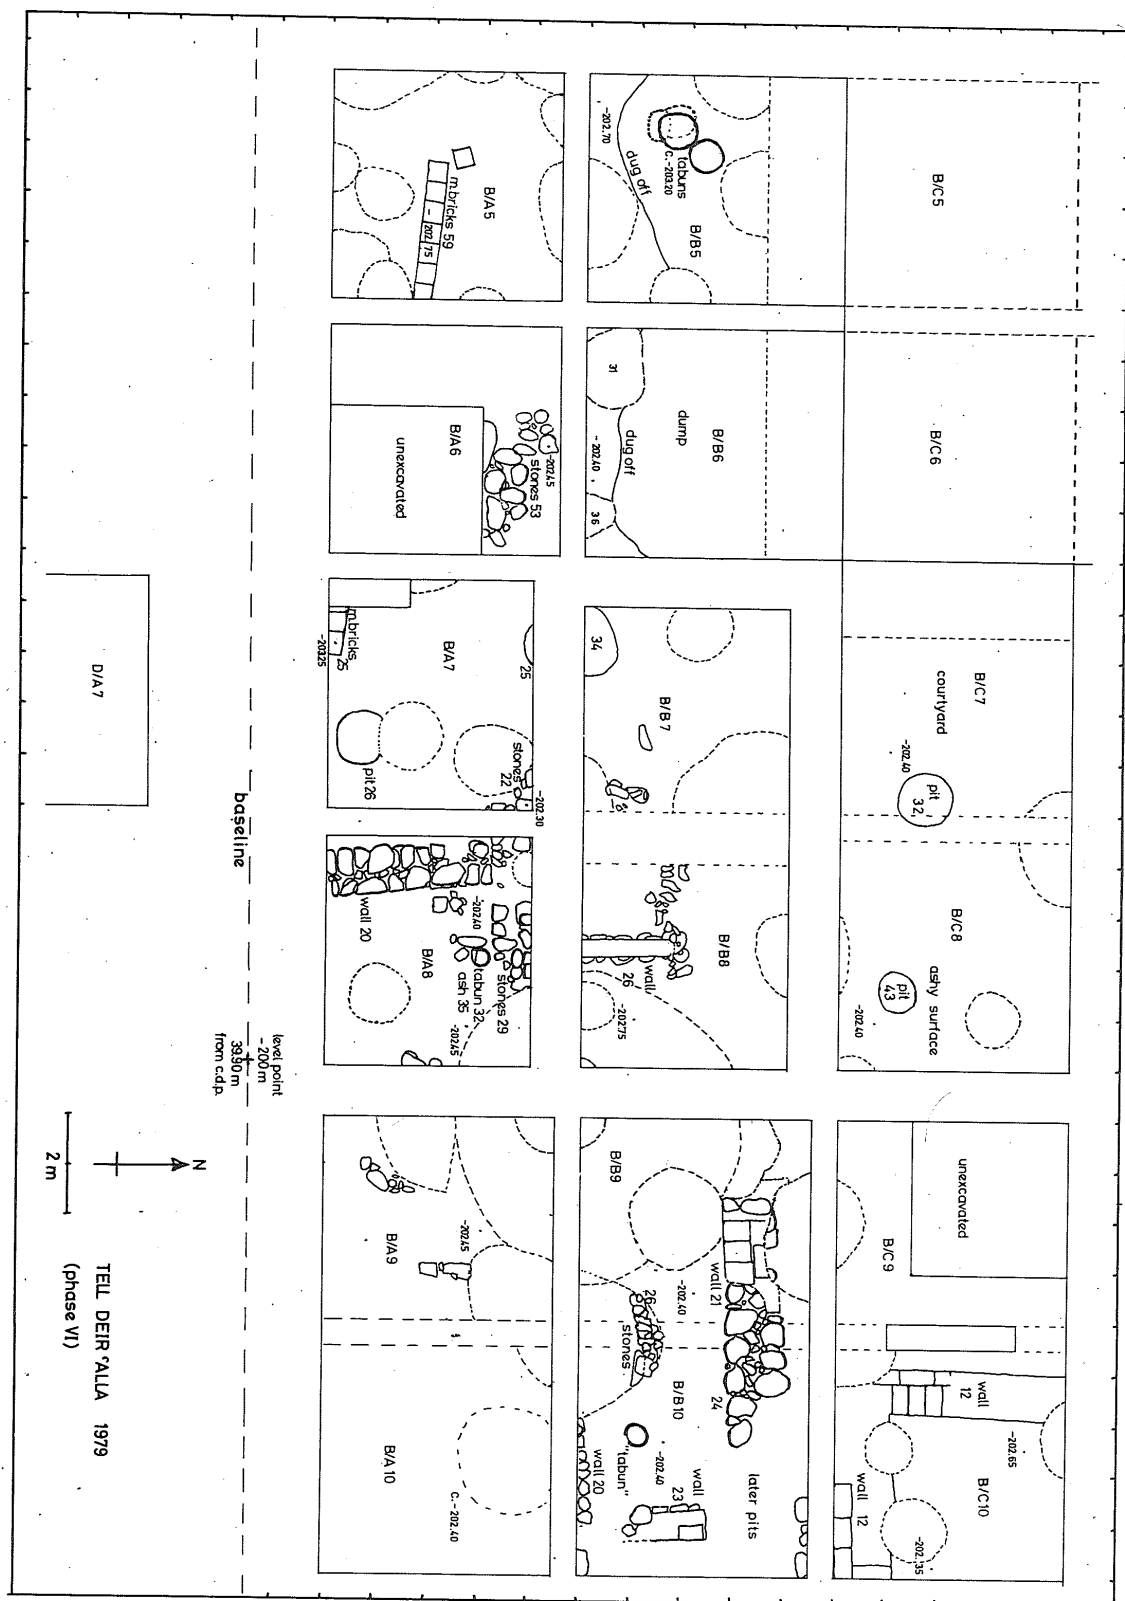 B/A5
m.bricks 59
- 202 75
-202.70
dug off
tabuns
c.-203.20
B/B5
B/C5
B/A6
unexcavated
-202.45
stones 53
31
dug off
-202.40
36
dump
B/B6
B/C6
D/A7
m.bricks
25
-203.25
B/A7
25
pit 26
stones
22
-202.30
34
B/B7
B/C7
courtyard
-202.40
pit
32
baseline
wall 20
B/A8
-202.40
ash 35
tabun 32
stones 29
-202.45
wall
26
-202.75
B/B8
B/C8
ashy surface
pit
43
-202.40
level point
- 200 m
39.90 m
from c.d.p.
B/A9
-202.45
B/B9
-202.40
wall 21
26
stones
24
B/C9
unexcavated
B/A10
c. -202.40
B/B10
"tabun"
-202.40
wall 20
wall
23
later pits
wall
12
-202.65
B/C10
wall
12
-202.35
N
2 m
TELL DEIR ʿALLA 1979
(phase VI)